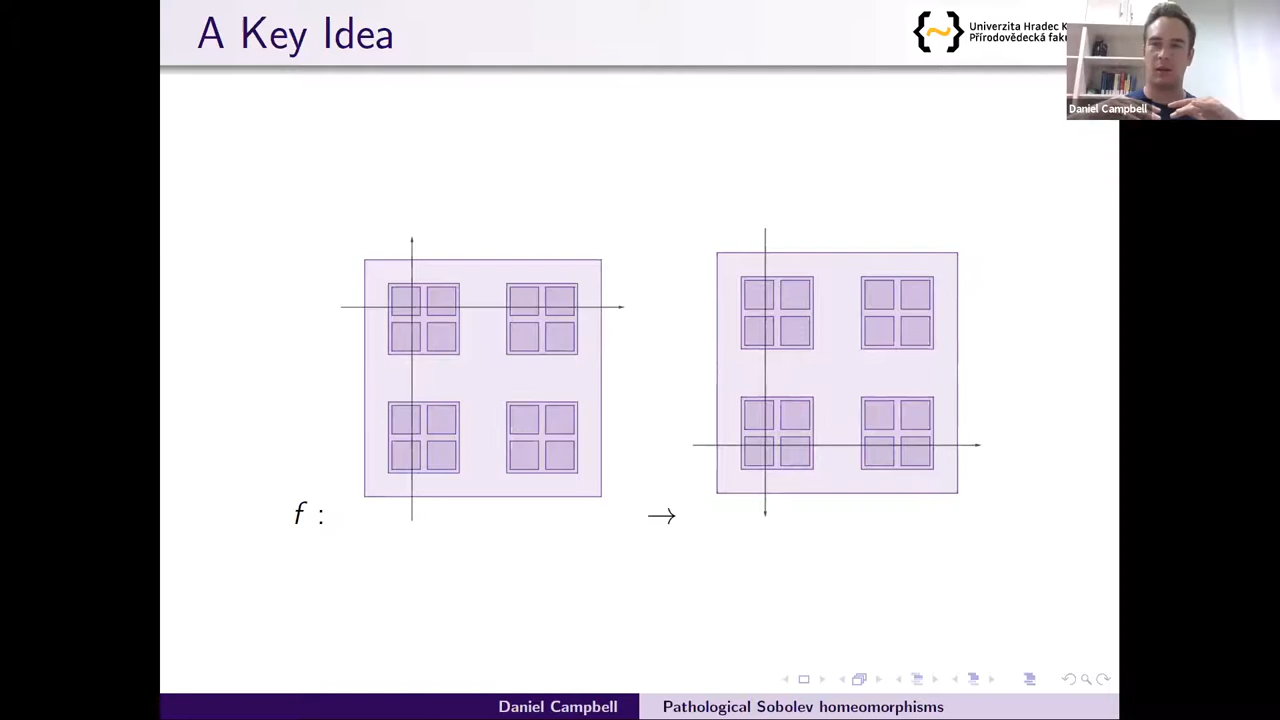 A Key Idea
Univerzita Hradec K
Přírodovědecká fak
Daniel Campbell
f :
→
Daniel Campbell
Pathological Sobolev homeomorphisms